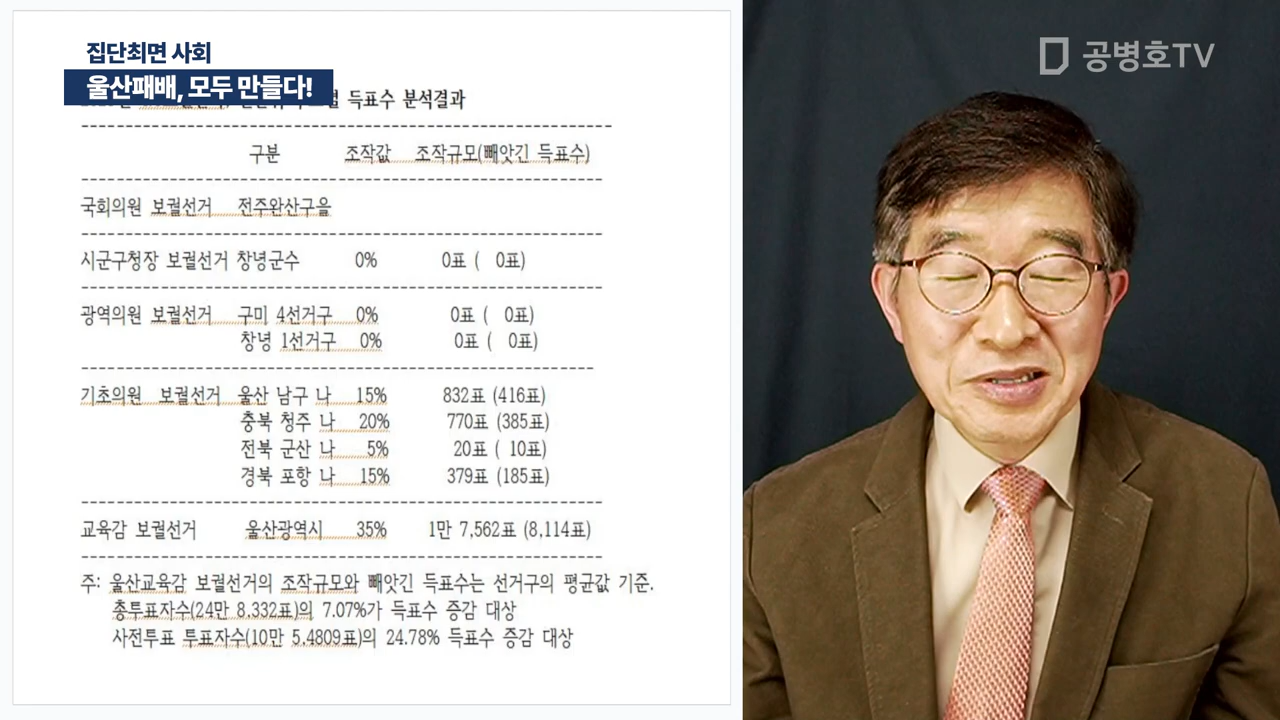 집단최면 사회
울산패배, 모두 만들다!
공병호TV
득표수 분석결과
구분 조작값 조작규모(빼앗긴 득표수)
국회의원 보궐선거 전주완산구을
시군구청장 보궐선거 창녕군수 0% 0표 ( 0표)
광역의원 보궐선거 구미 4선거구 0% 0표 ( 0표)
창녕 1선거구 0% 0표 ( 0표)
기초의원 보궐선거 울산 남구 나 15% 832표 (416표)
충북 청주 나 20% 770표 (385표)
전북 군산 나 5% 20표 ( 10표)
경북 포항 나 15% 379표 (185표)
교육감 보궐선거 울산광역시 35% 1만 7,562표 (8,114표)
주: 울산교육감 보궐선거의 조작규모와 빼앗긴 득표수는 선거구의 평균값 기준.
총투표자수(24만 8.332표)의 7.07%가 득표수 증감 대상
사전투표 투표자수(10만 5.4809표)의 24.78% 득표수 증감 대상